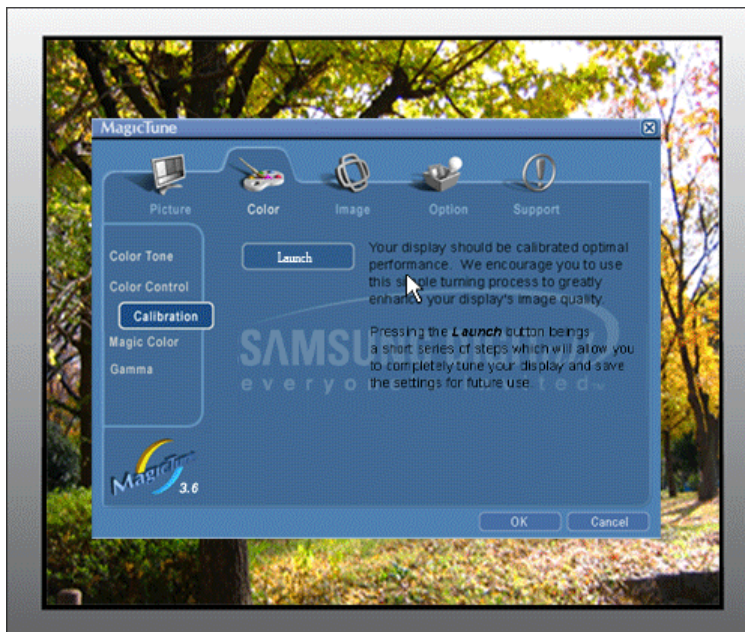 MagicTune
Picture
Color
Image
Option
Support
Color Tone
Color Control
Calibration
Magic Color
Gamma
Launch
Your display should be calibrated optimal
performance. We encourage you to use
this simple turning process to greatly
enhance your display's image quality.
Pressing the Launch button beings
a short series of steps which will allow you
to completely tune your display and save
the settings for future use
MagicTune
3.6
OK
Cancel